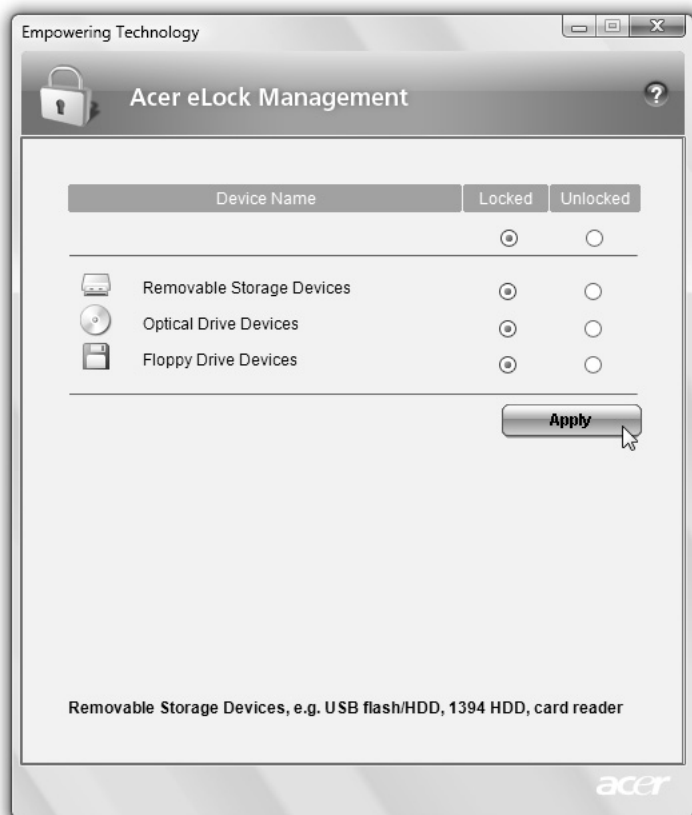 Empowering Technology
Acer eLock Management
?
Device Name Locked Unlocked
Removable Storage Devices
Optical Drive Devices
Floppy Drive Devices
Apply
Removable Storage Devices, e.g. USB flash/HDD, 1394 HDD, card reader
acer